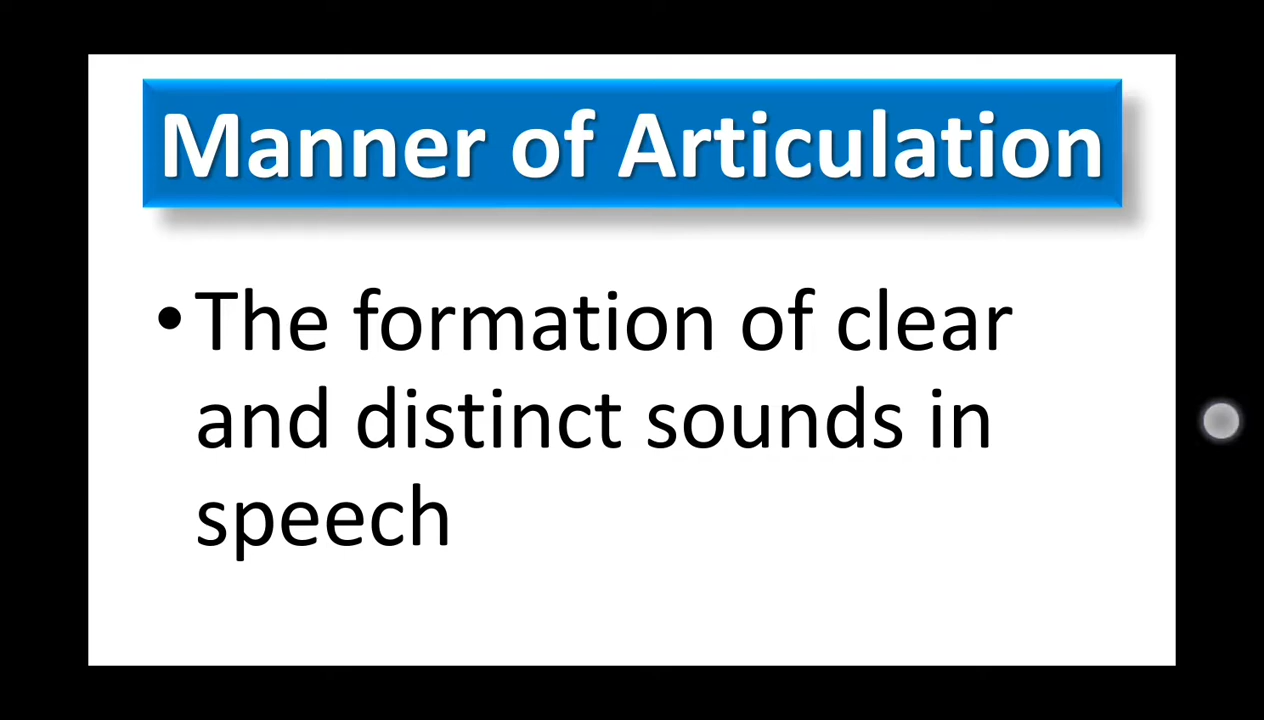 Manner of Articulation
• The formation of clear
and distinct sounds in
speech